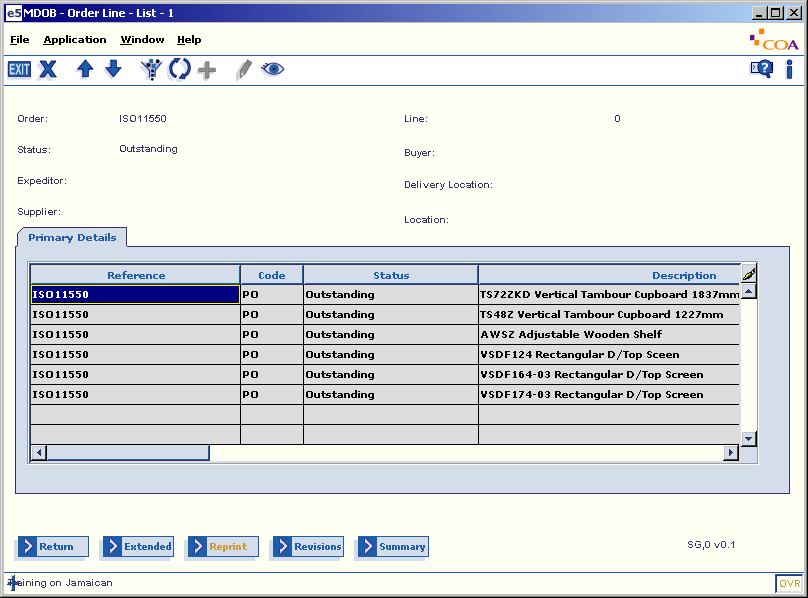 e5 MDOB - Order Line - List - 1
File Application Window Help
COA
EXIT
Order: ISO11550 Line: 0
Status: Outstanding Buyer:
Expeditor: Delivery Location:
Supplier: Location:
Primary Details
Reference Code Status Description
ISO11550 PO Outstanding TS72ZKD Vertical Tambour Cupboard 1837mm
ISO11550 PO Outstanding TS48Z Vertical Tambour Cupboard 1227mm
ISO11550 PO Outstanding AWSZ Adjustable Wooden Shelf
ISO11550 PO Outstanding VSDF124 Rectangular D/Top Sceen
ISO11550 PO Outstanding VSDF164-03 Rectangular D/Top Screen
ISO11550 PO Outstanding VSDF174-03 Rectangular D/Top Screen
Return Extended Reprint Revisions Summary SG,0 v0.1
Training on Jamaican OVR